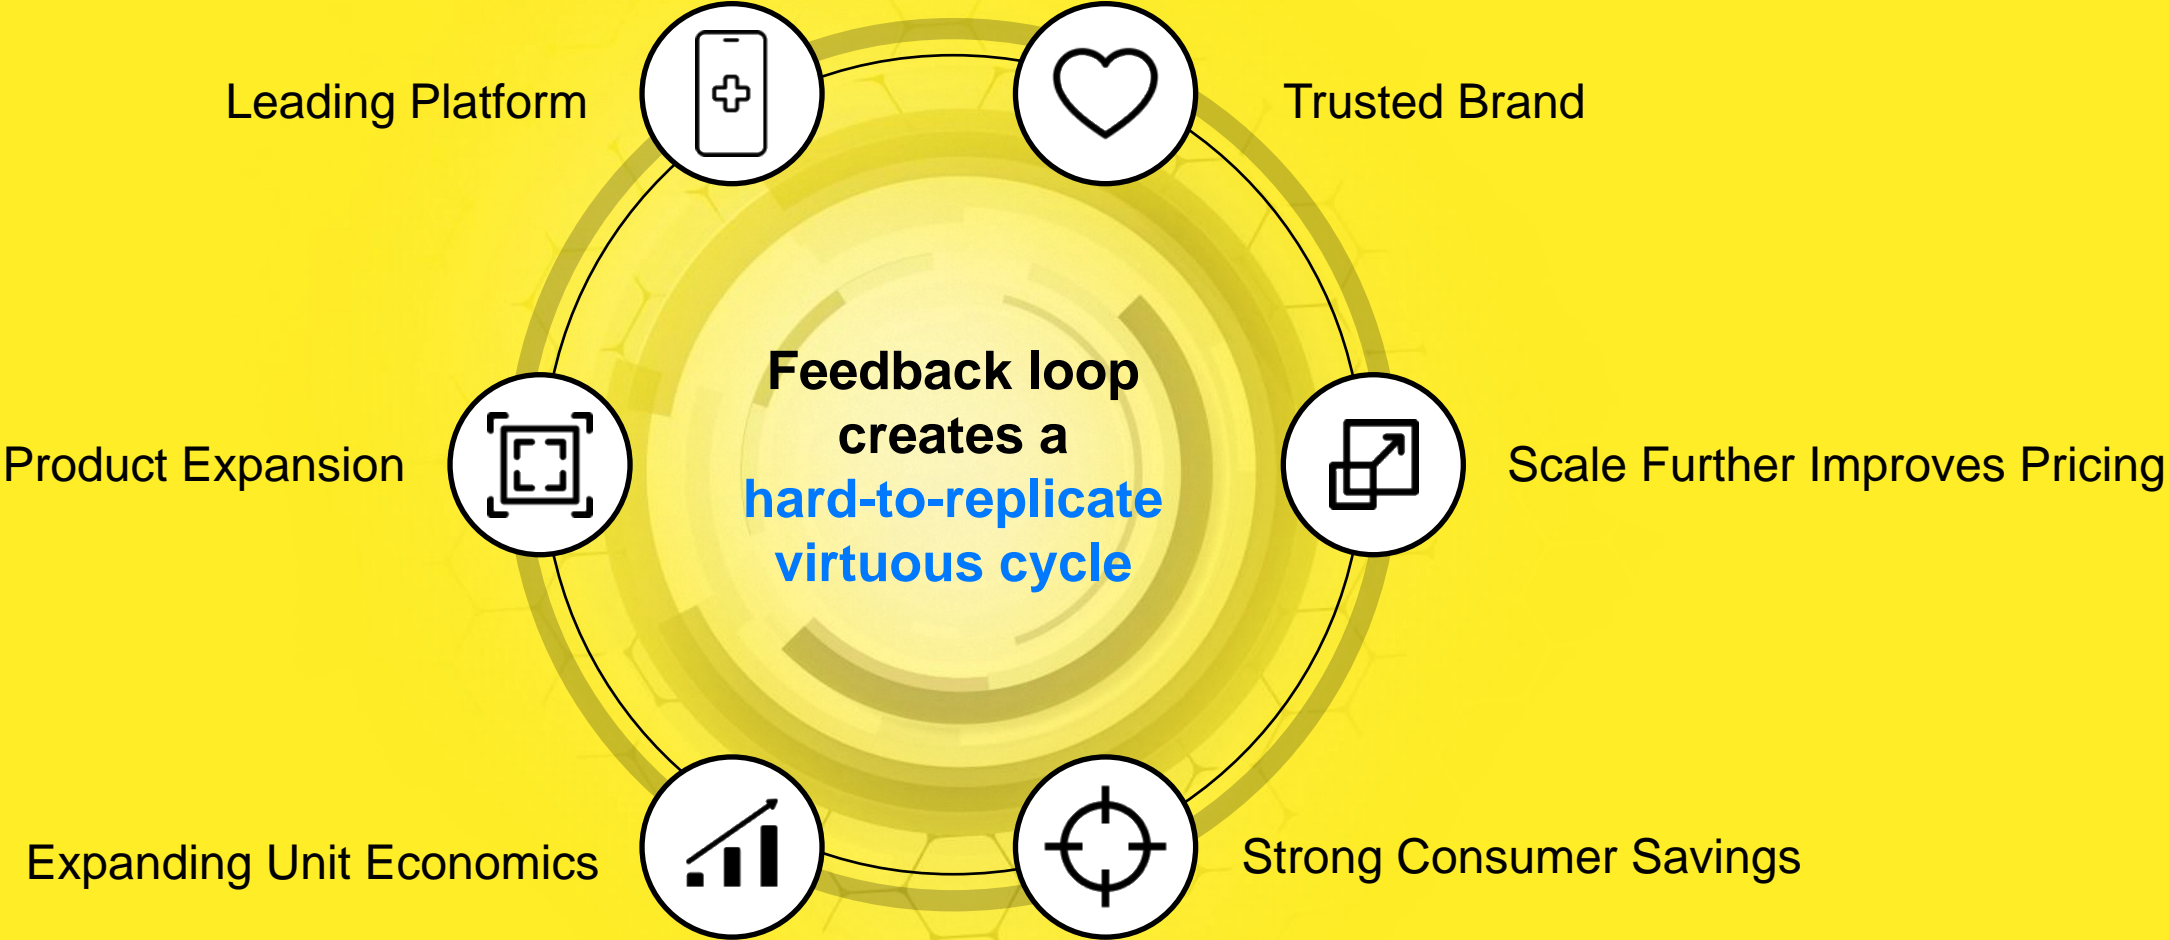 Leading Platform
Trusted Brand
Feedback loop
creates a
hard-to-replicate
virtuous cycle
Product Expansion
Scale Further Improves Pricing
Expanding Unit Economics
Strong Consumer Savings